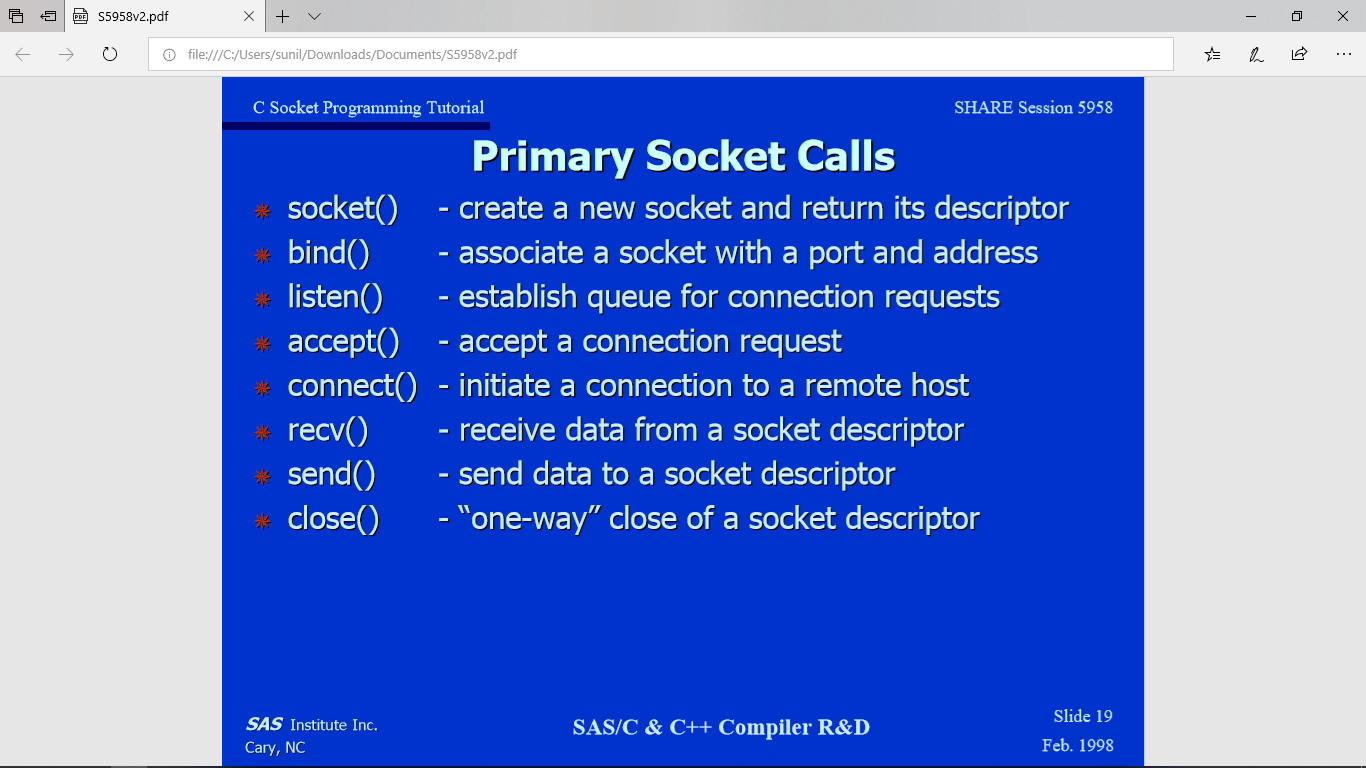 S5958v2.pdf
file:///C:/Users/sunil/Downloads/Documents/S5958v2.pdf
C Socket Programming Tutorial
SHARE Session 5958
Primary Socket Calls
socket() - create a new socket and return its descriptor
bind() - associate a socket with a port and address
listen() - establish queue for connection requests
accept() - accept a connection request
connect() - initiate a connection to a remote host
recv() - receive data from a socket descriptor
send() - send data to a socket descriptor
close() - “one-way” close of a socket descriptor
SAS Institute Inc.
Cary, NC
SAS/C & C++ Compiler R&D
Slide 19
Feb. 1998